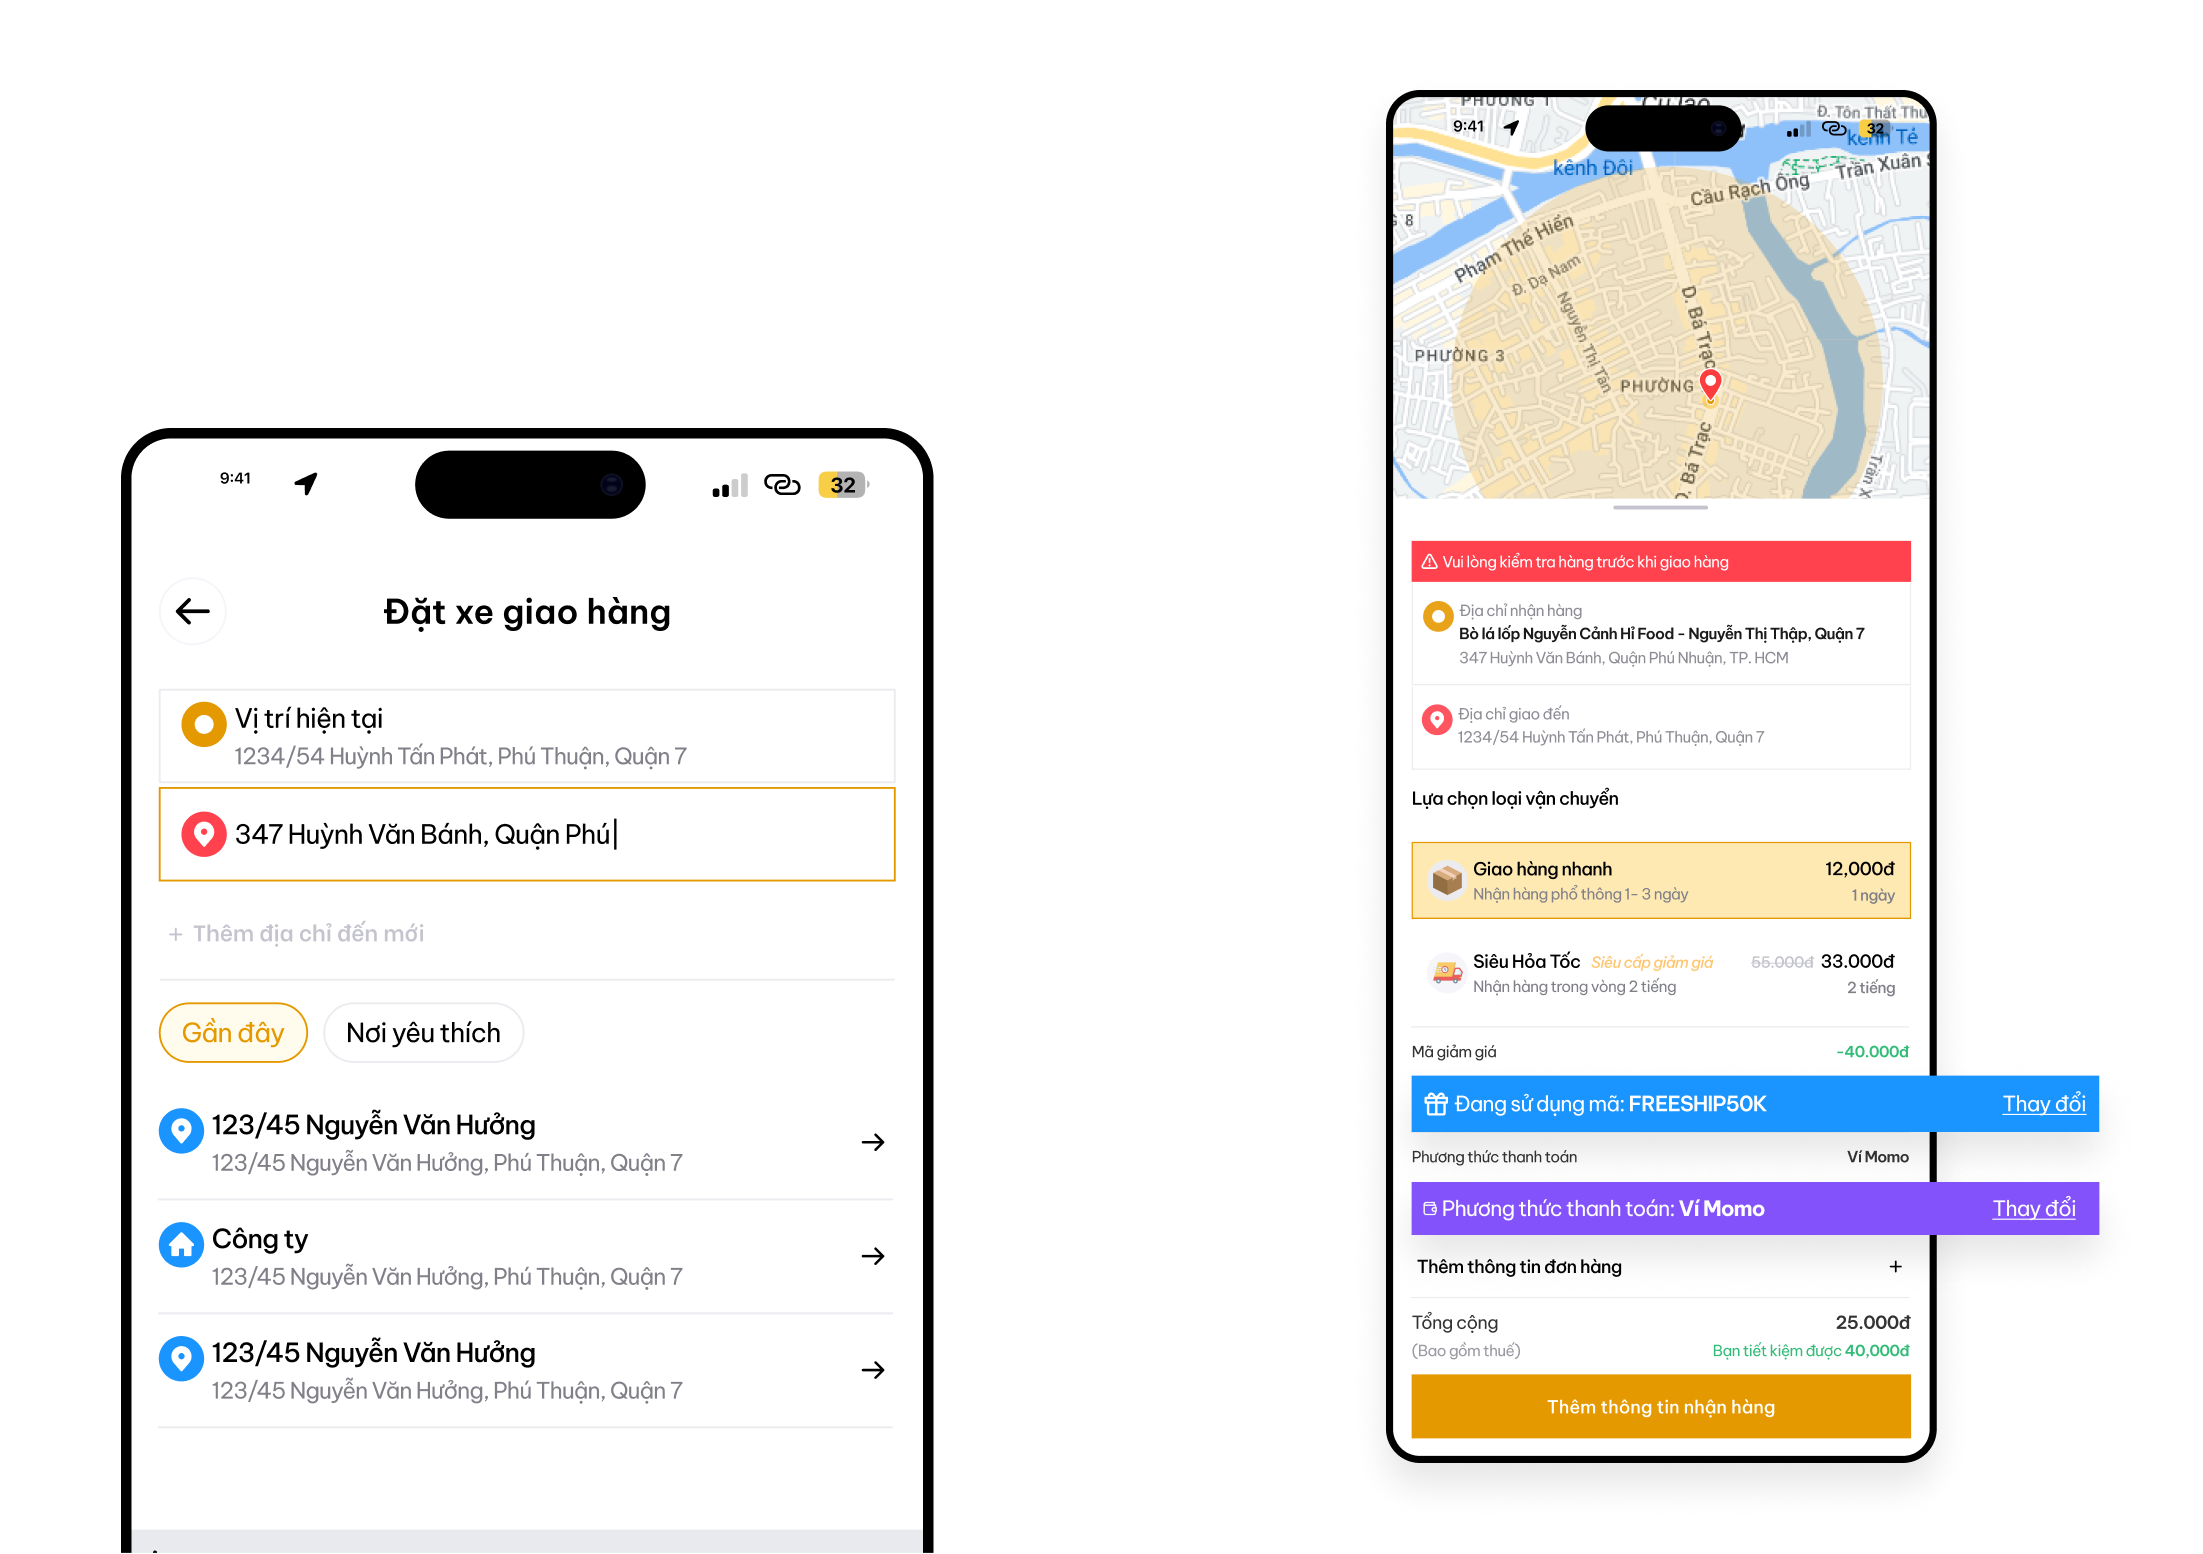 9:41
32
Đặt xe giao hàng
Vị trí hiện tại
1234/54 Huỳnh Tấn Phát, Phú Thuận, Quận 7
347 Huỳnh Văn Bánh, Quận Phú
+ Thêm địa chỉ đến mới
Gần đây
Nơi yêu thích
123/45 Nguyễn Văn Hưởng
123/45 Nguyễn Văn Hưởng, Phú Thuận, Quận 7
Công ty
123/45 Nguyễn Văn Hưởng, Phú Thuận, Quận 7
123/45 Nguyễn Văn Hưởng
123/45 Nguyễn Văn Hưởng, Phú Thuận, Quận 7
PHƯỜNG 1
Cù lao
Đ. Tôn Thất Thu
9:41
32
kênh Tẻ
kênh Đôi
Trần Xuân S
Cầu Rạch Ông
G 8
Phạm Thế Hiển
Đ. Dạ Nam
Nguyễn Thị Tần
D. Bá Trạc
PHƯỜNG 3
PHƯỜNG
D. Bá Trạc
Trần X
Vui lòng kiểm tra hàng trước khi giao hàng
Địa chỉ nhận hàng
Bò lá lốp Nguyễn Cảnh Hỉ Food - Nguyễn Thị Thập, Quận 7
347 Huỳnh Văn Bánh, Quận Phú Nhuận, TP. HCM
Địa chỉ giao đến
1234/54 Huỳnh Tấn Phát, Phú Thuận, Quận 7
Lựa chọn loại vận chuyển
Giao hàng nhanh 12,000đ
Nhận hàng phổ thông 1- 3 ngày 1 ngày
Siêu Hỏa Tốc Siêu cấp giảm giá 55.000đ 33.000đ
Nhận hàng trong vòng 2 tiếng 2 tiếng
Mã giảm giá -40.000đ
Đang sử dụng mã: FREESHIP50K Thay đổi
Phương thức thanh toán Ví Momo
Phương thức thanh toán: Ví Momo Thay đổi
Thêm thông tin đơn hàng +
Tổng cộng 25.000đ
(Bao gồm thuế) Bạn tiết kiệm được 40,000đ
Thêm thông tin nhận hàng